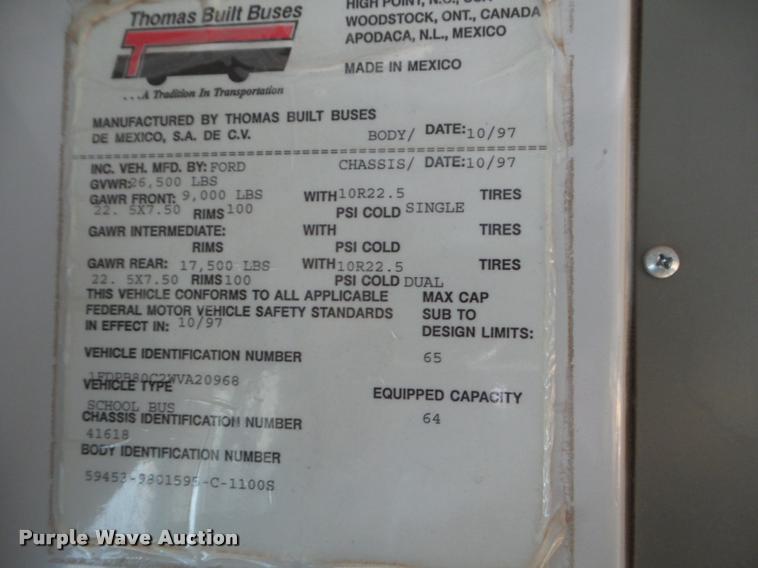 Thomas Built Buses
A Tradition In Transportation
HIGH POINT, N.C., USA
WOODSTOCK, ONT., CANADA
APODACA, N.L., MEXICO
MADE IN MEXICO
MANUFACTURED BY THOMAS BUILT BUSES
DE MEXICO, S.A. DE C.V. BODY/ DATE:10/97
INC. VEH. MFD. BY: FORD CHASSIS/ DATE:10/97
GVWR:26,500 LBS
GAWR FRONT: 9,000 LBS WITH 10R22.5 TIRES
22. 5X7.50 RIMS 100 PSI COLD SINGLE
GAWR INTERMEDIATE: WITH TIRES
RIMS PSI COLD
GAWR REAR: 17,500 LBS WITH 10R22.5 TIRES
22. 5X7.50 RIMS 100 PSI COLD DUAL
THIS VEHICLE CONFORMS TO ALL APPLICABLE MAX CAP
FEDERAL MOTOR VEHICLE SAFETY STANDARDS SUB TO
IN EFFECT IN: 10/97 DESIGN LIMITS:
VEHICLE IDENTIFICATION NUMBER 65
1FDPB80C2WVA20968
VEHICLE TYPE EQUIPPED CAPACITY
SCHOOL BUS
CHASSIS IDENTIFICATION NUMBER 64
41618
BODY IDENTIFICATION NUMBER
59453-9801595-C-1100S
Purple Wave Auction